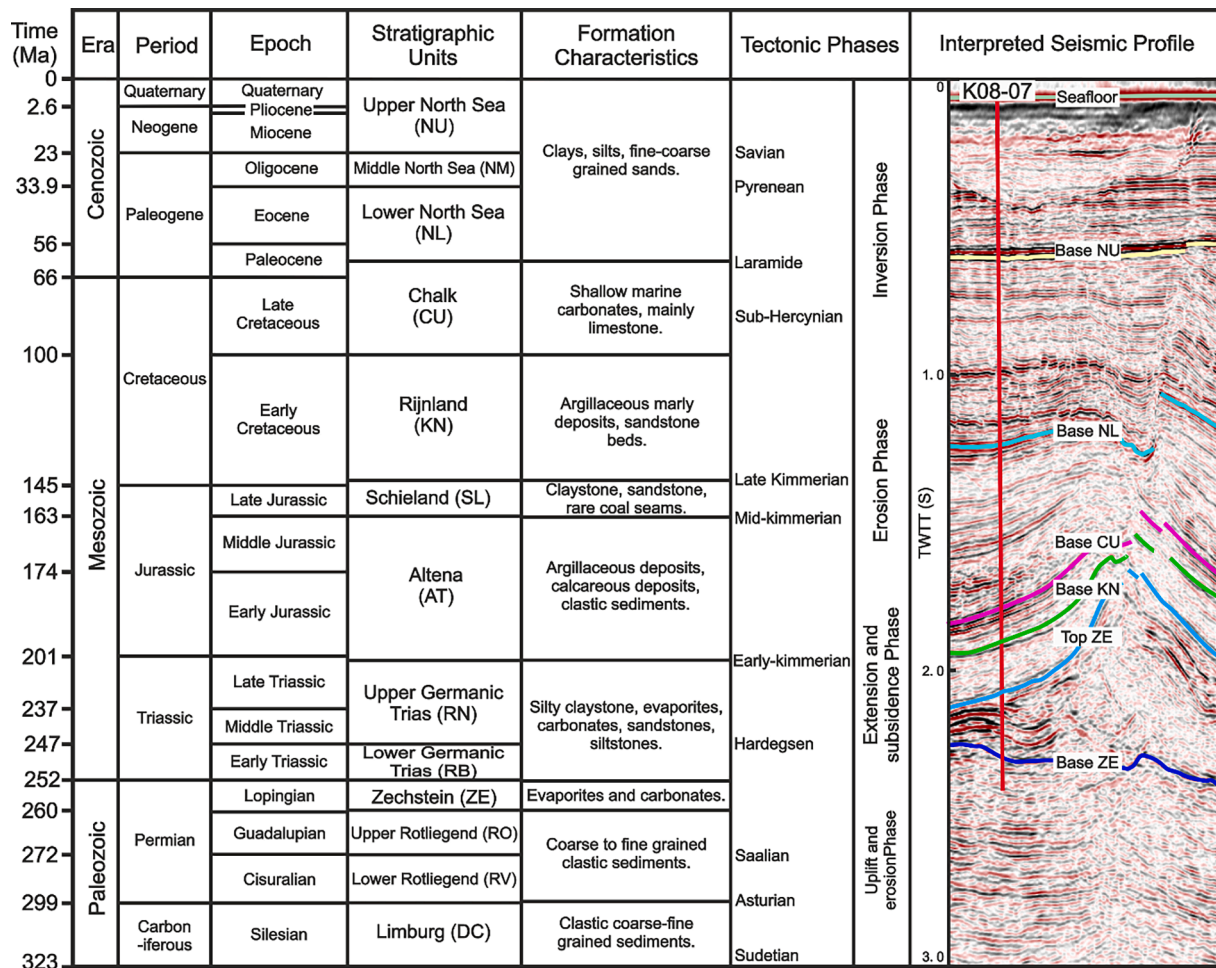 Time
(Ma)
Era
Period
Epoch
Stratigraphic
Units
Formation
Characteristics
Tectonic Phases
Interpreted Seismic Profile
0
2.6
23
33.9
56
66
100
145
163
174
201
237
247
252
260
272
299
323
Cenozoic
Mesozoic
Paleozoic
Quaternary
Neogene
Paleogene
Cretaceous
Jurassic
Triassic
Permian
Carbon
-iferous
Quaternary
Pliocene
Miocene
Oligocene
Eocene
Paleocene
Late
Cretaceous
Early
Cretaceous
Late Jurassic
Middle Jurassic
Early Jurassic
Late Triassic
Middle Triassic
Early Triassic
Lopingian
Guadalupian
Cisuralian
Silesian
Upper North Sea
(NU)
Middle North Sea (NM)
Lower North Sea
(NL)
Chalk
(CU)
Rijnland
(KN)
Schieland (SL)
Altena
(AT)
Upper Germanic
Trias (RN)
Lower Germanic
Trias (RB)
Zechstein (ZE)
Upper Rotliegend (RO)
Lower Rotliegend (RV)
Limburg (DC)
Clays, silts, fine-coarse
grained sands.
Shallow marine
carbonates, mainly
limestone.
Argillaceous marly
deposits, sandstone
beds.
Claystone, sandstone,
rare coal seams.
Argillaceous deposits,
calcareous deposits,
clastic sediments.
Silty claystone, evaporites,
carbonates, sandstones,
siltstones.
Evaporites and carbonates.
Coarse to fine grained
clastic sediments.
Clastic coarse-fine
grained sediments.
Savian
Pyrenean
Laramide
Sub-Hercynian
Late Kimmerian
Mid-kimmerian
Early-kimmerian
Hardegsen
Saalian
Asturian
Sudetian
Inversion Phase
Erosion Phase
Extension and
subsidence Phase
Uplift and
erosionPhase
TWTT (S)
0
1.0
2.0
3.0
K08-07
Seafloor
Base NU
Base NL
Base CU
Base KN
Top ZE
Base ZE